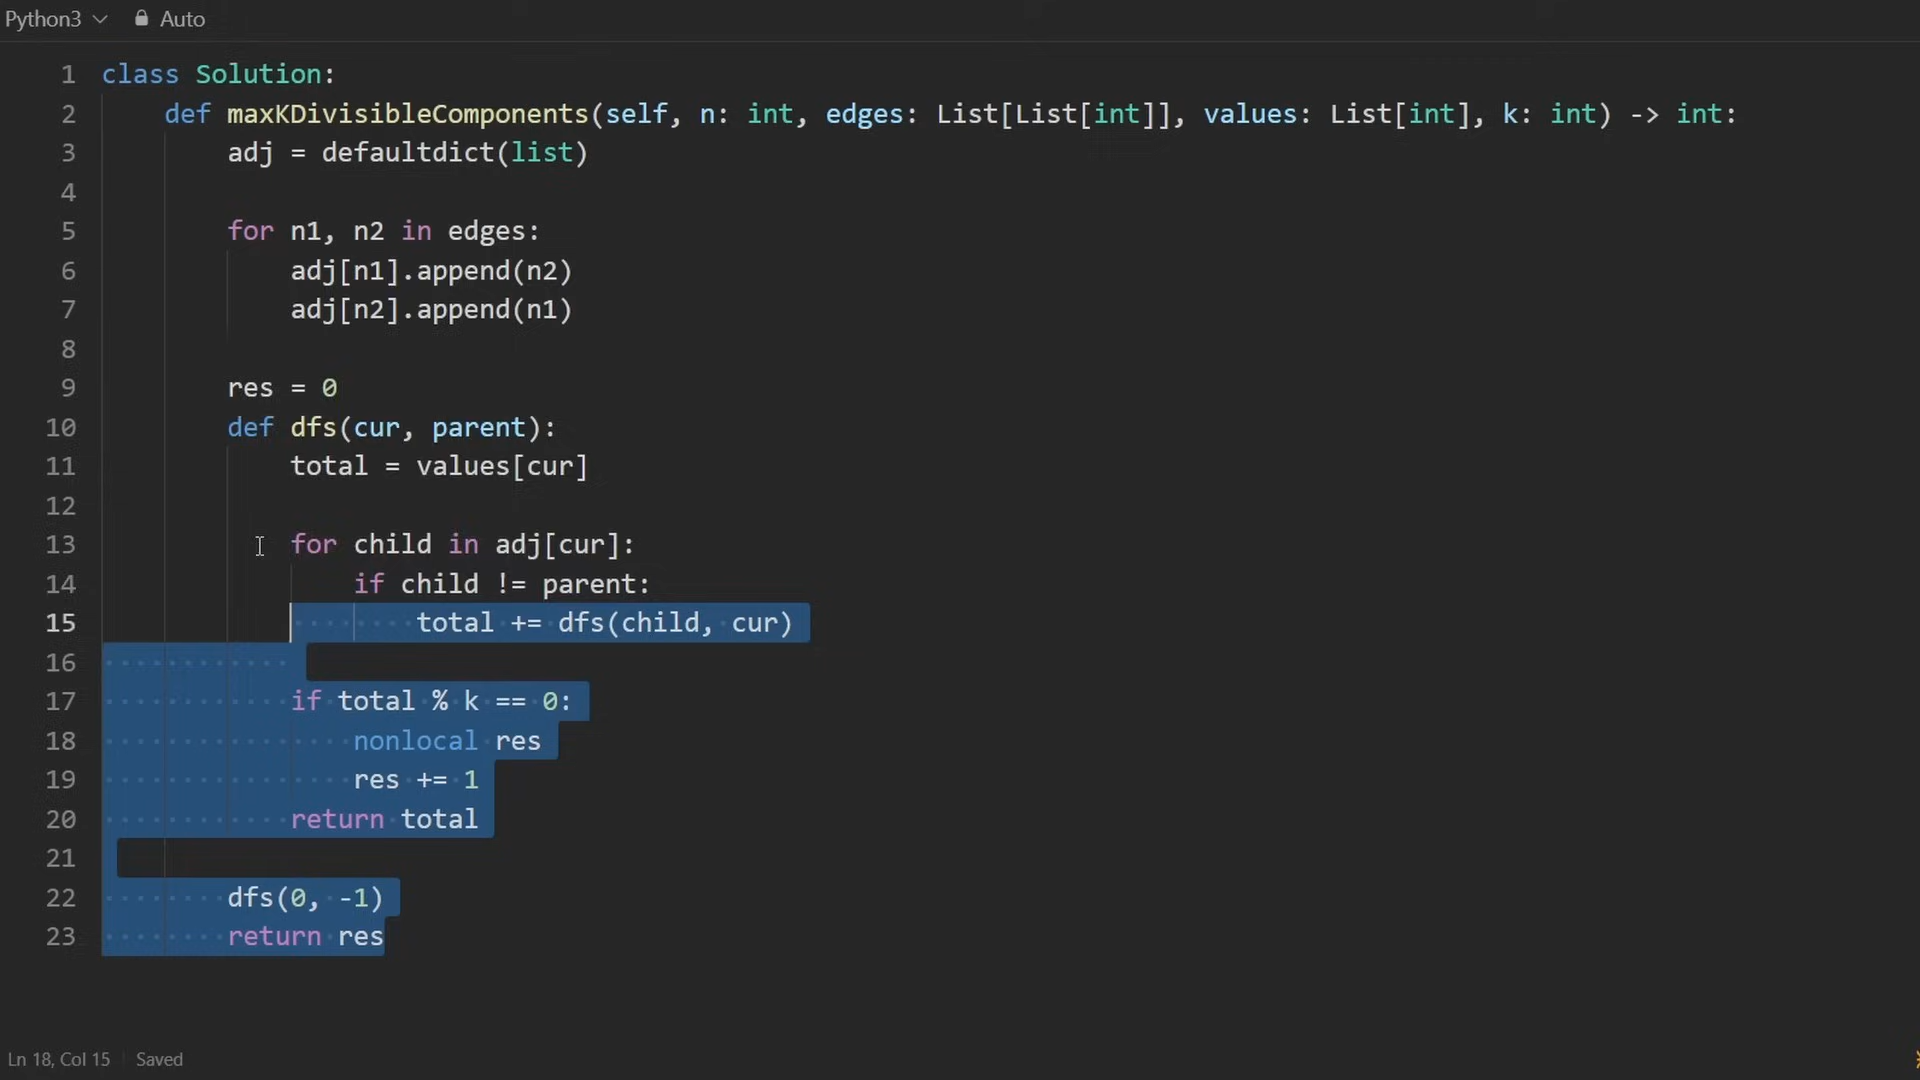 Python3 Auto
1 class Solution:
2 def maxKDivisibleComponents(self, n: int, edges: List[List[int]], values: List[int], k: int) -> int:
3 adj = defaultdict(list)
4
5 for n1, n2 in edges:
6 adj[n1].append(n2)
7 adj[n2].append(n1)
8
9 res = 0
10 def dfs(cur, parent):
11 total = values[cur]
12
13 for child in adj[cur]:
14 if child != parent:
15 total += dfs(child, cur)
16
17 if total % k == 0:
18 nonlocal res
19 res += 1
20 return total
21
22 dfs(0, -1)
23 return res
Ln 18, Col 15 Saved